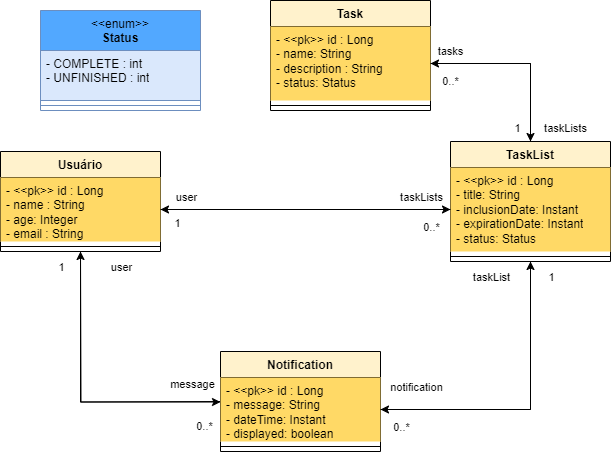 <<enum>>
Status
- COMPLETE : int
- UNFINISHED : int
Task
- <<pk>> id : Long
- name: String
- description : String
- status: Status
tasks
0..*
1
taskLists
TaskList
- <<pk>> id : Long
- title: String
- inclusionDate: Instant
- expirationDate: Instant
- status: Status
Usuário
- <<pk>> id : Long
- name : String
- age: Integer
- email : String
user
1
taskLists
0..*
1
user
taskList
1
message
0..*
Notification
- <<pk>> id : Long
- message: String
- dateTime: Instant
- displayed: boolean
notification
0..*